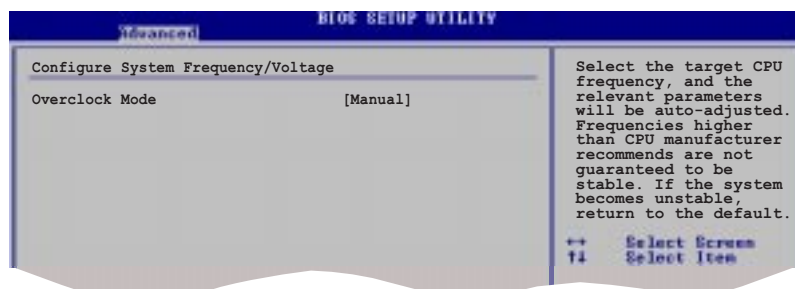 BIOS SETUP UTILITY
Advanced
Configure System Frequency/Voltage
Overclock Mode [Manual]
Select the target CPU
frequency, and the
relevant parameters
will be auto-adjusted.
Frequencies higher
than CPU manufacturer
recommends are not
guaranteed to be
stable. If the system
becomes unstable,
return to the default.
↔ Select Screen
↑↓ Select Item